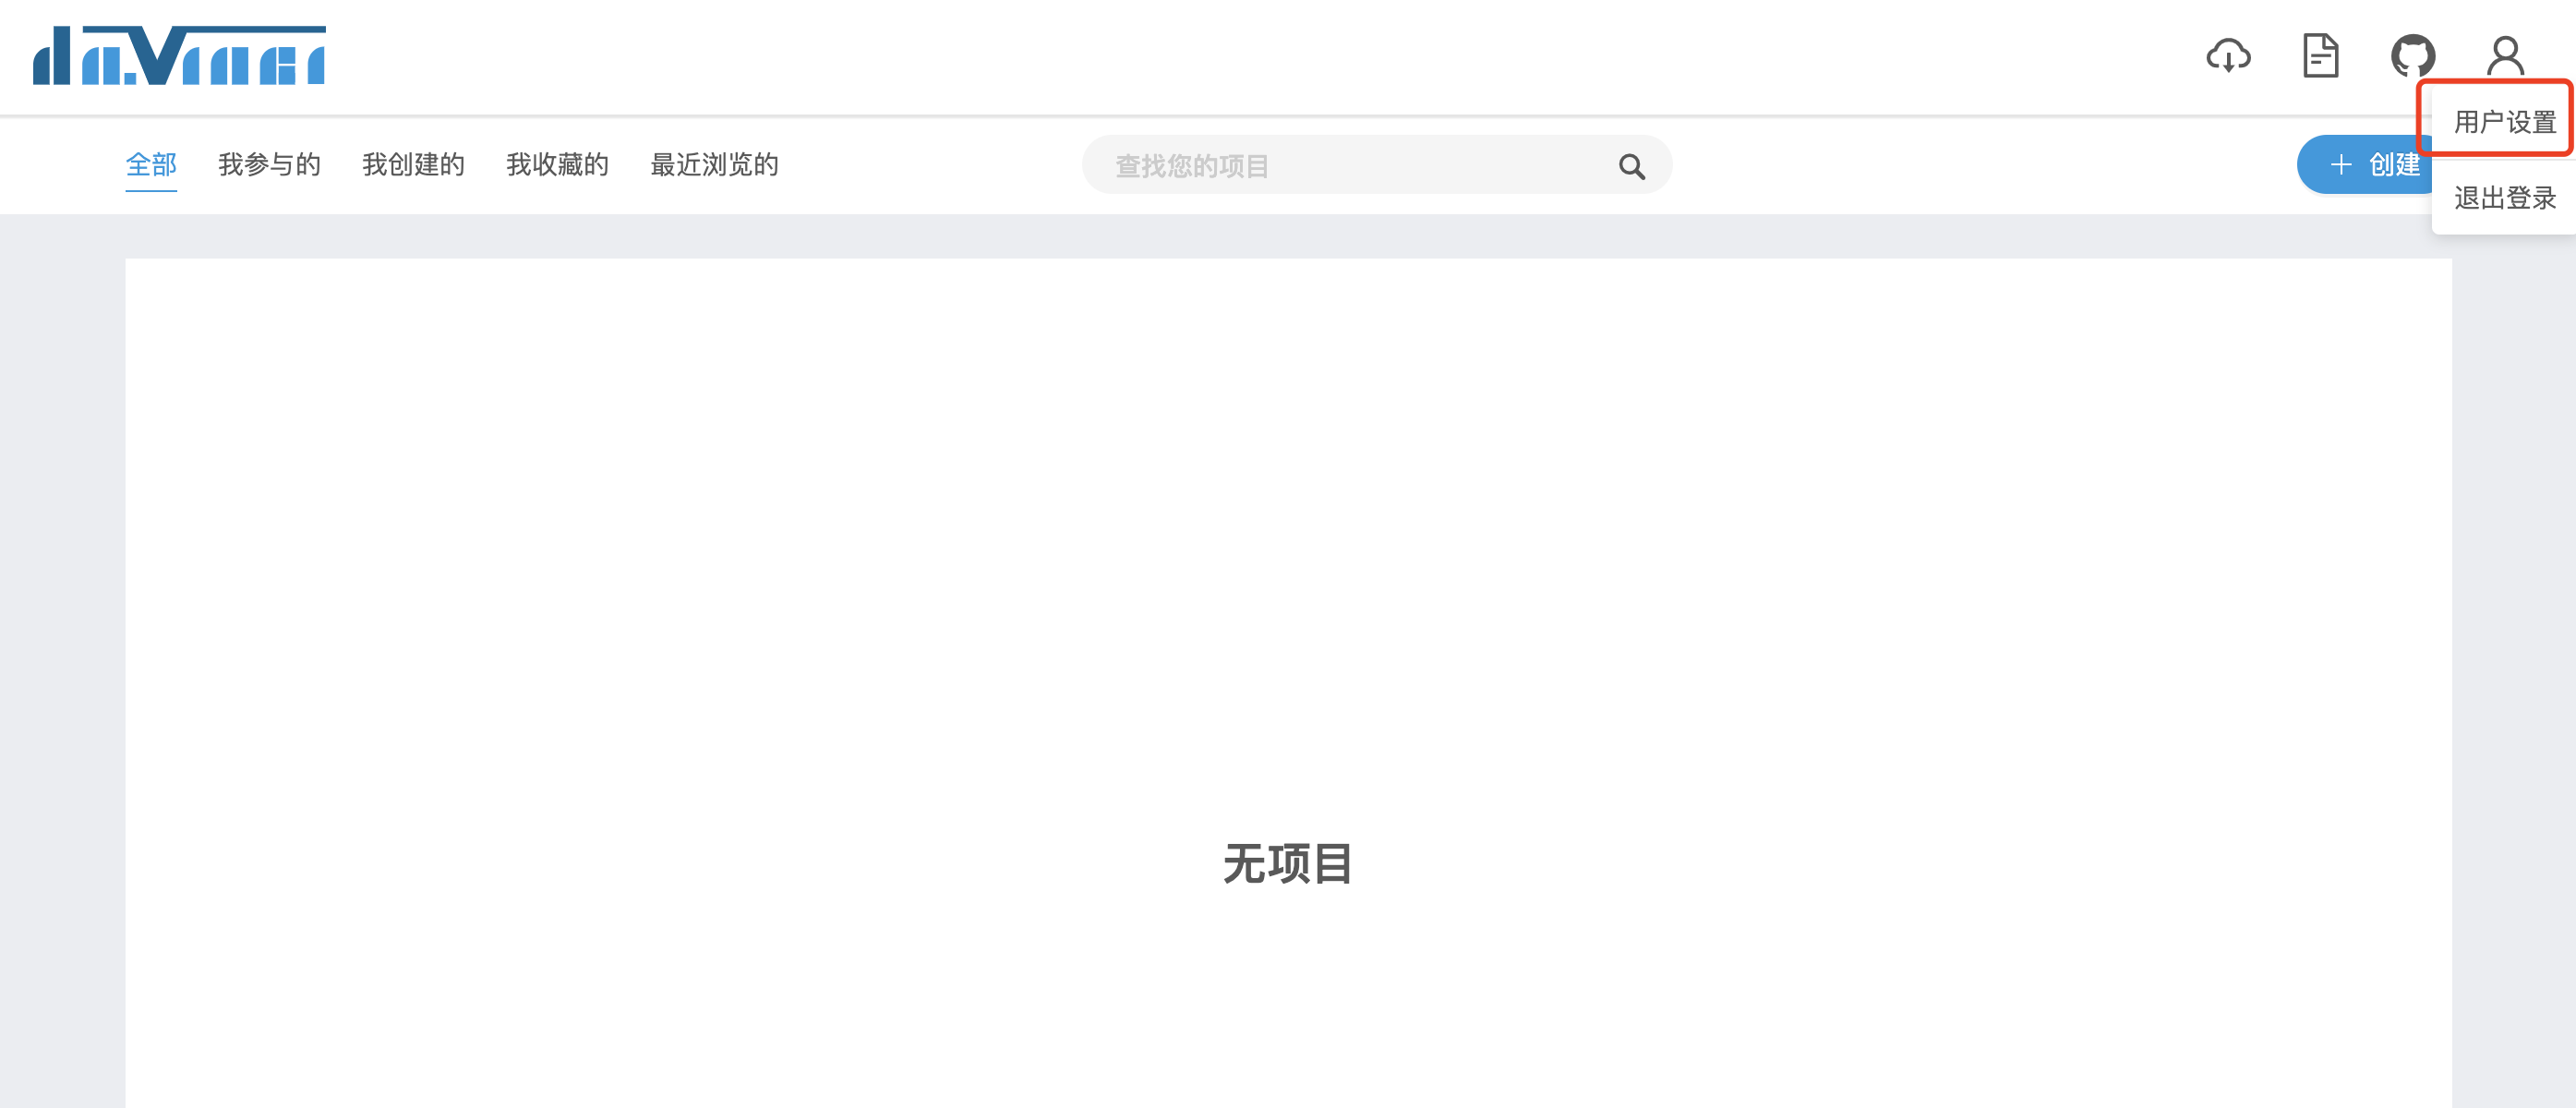 daVinci
用户设置
全部 我参与的 我创建的 我收藏的 最近浏览的 查找您的项目 创建
退出登录
无项目